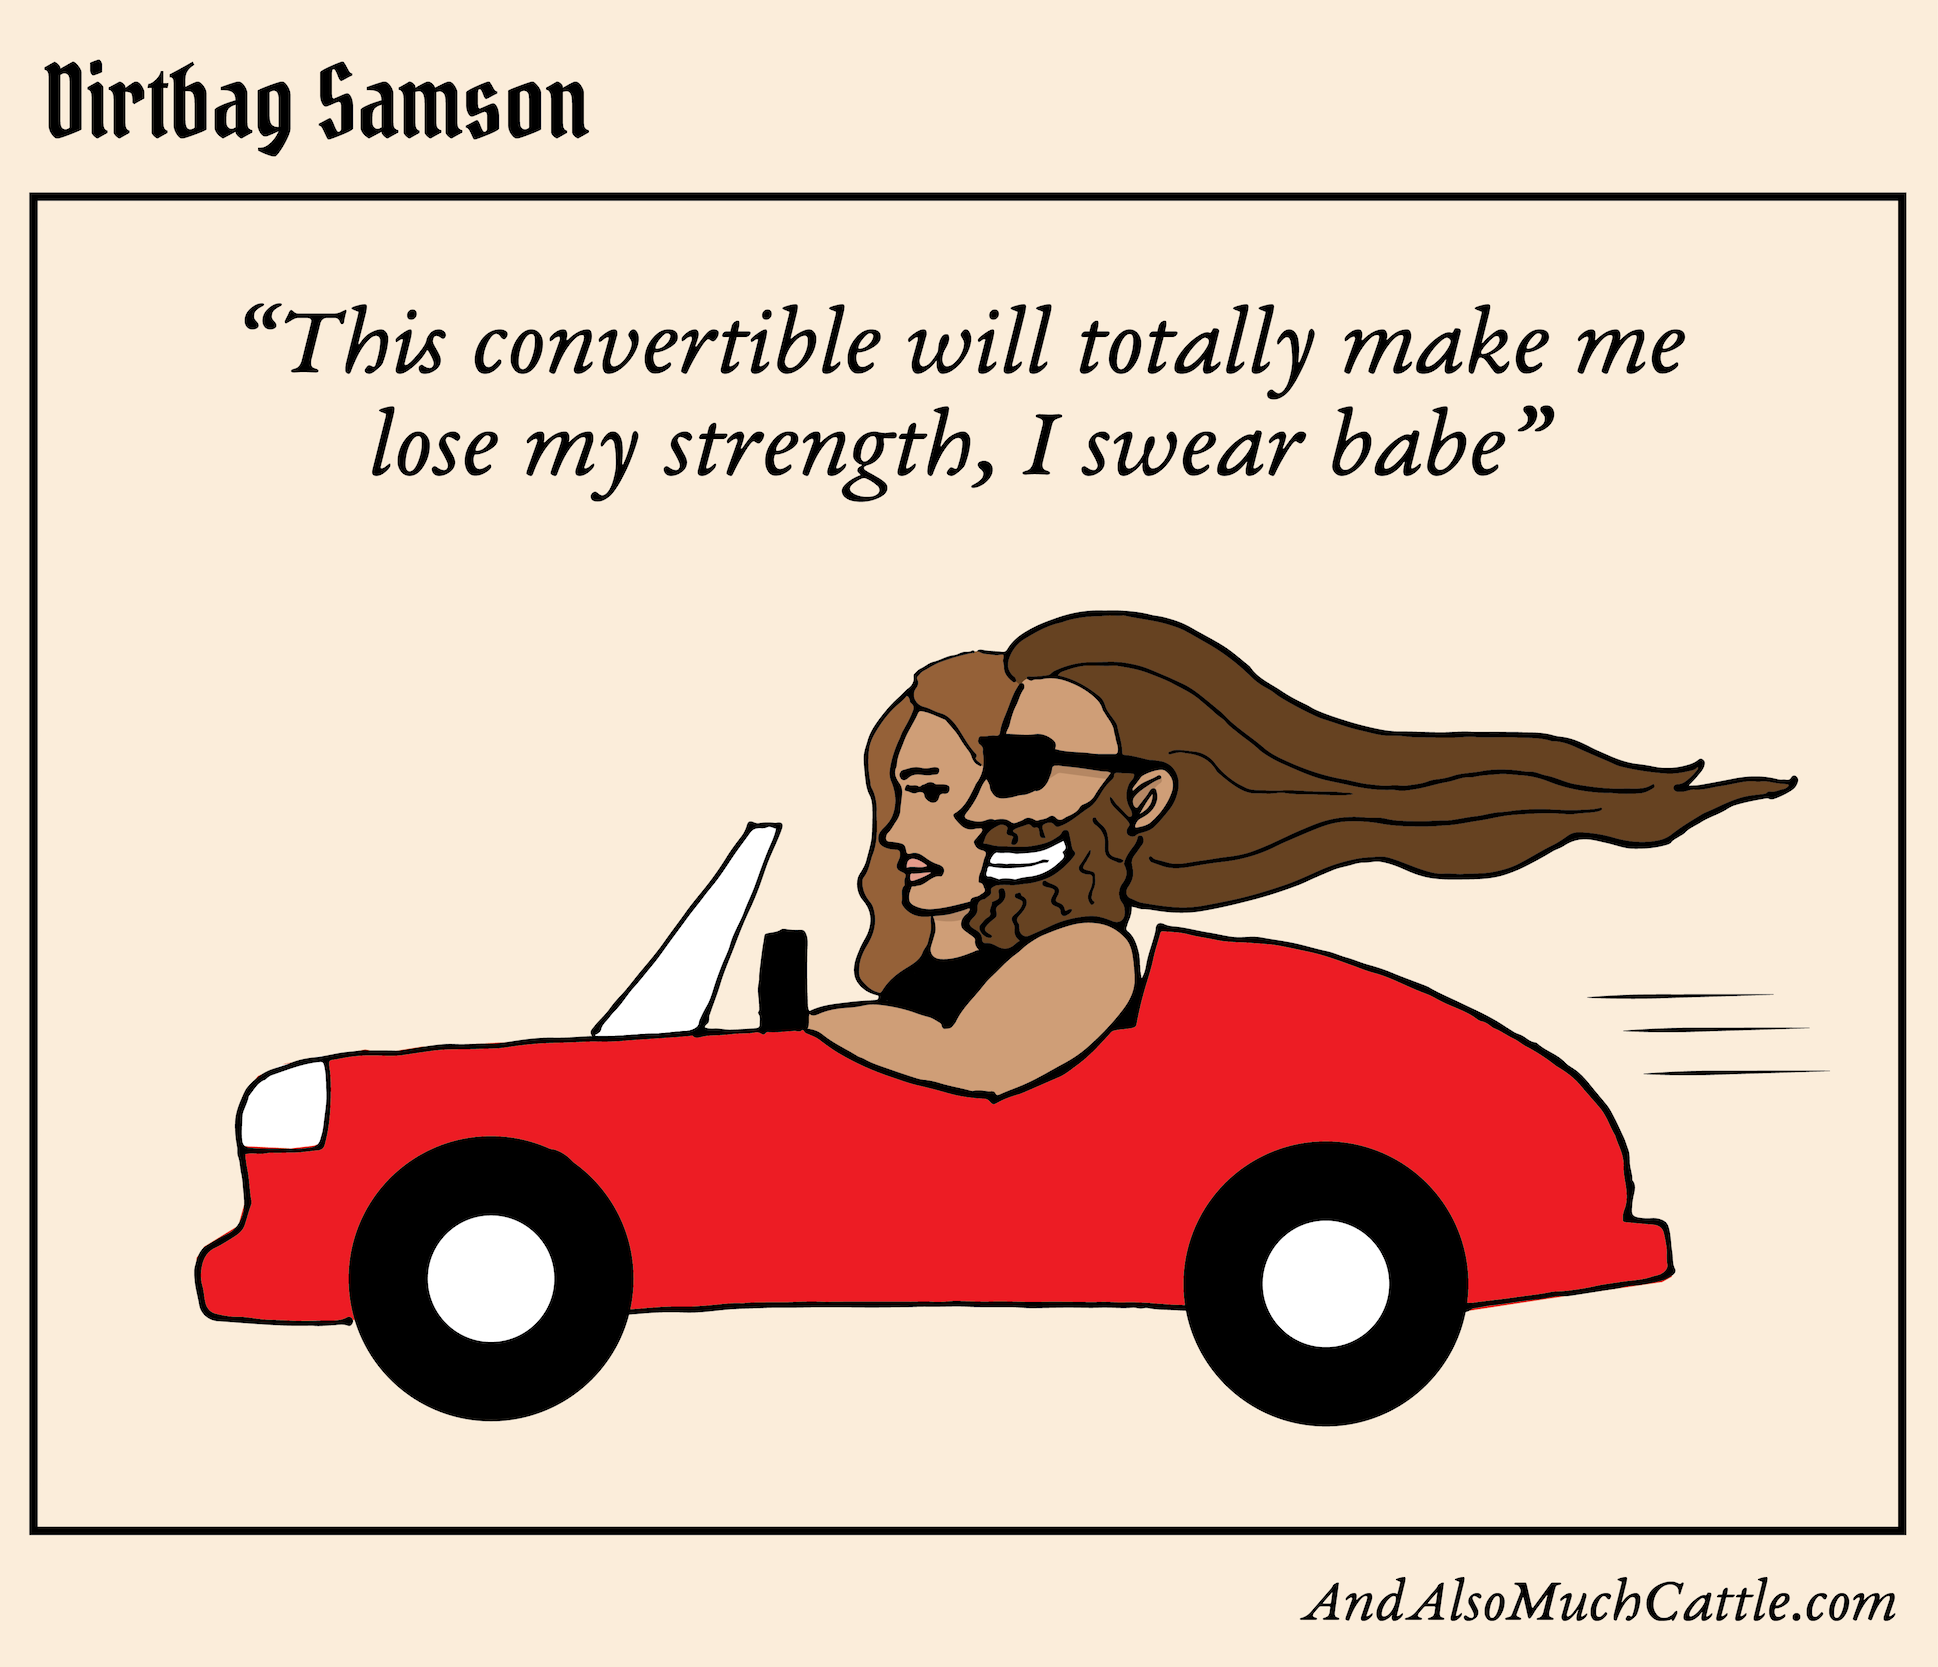 Dirtbag Samson
“This convertible will totally make me
lose my strength, I swear babe”
AndAlsoMuchCattle.com